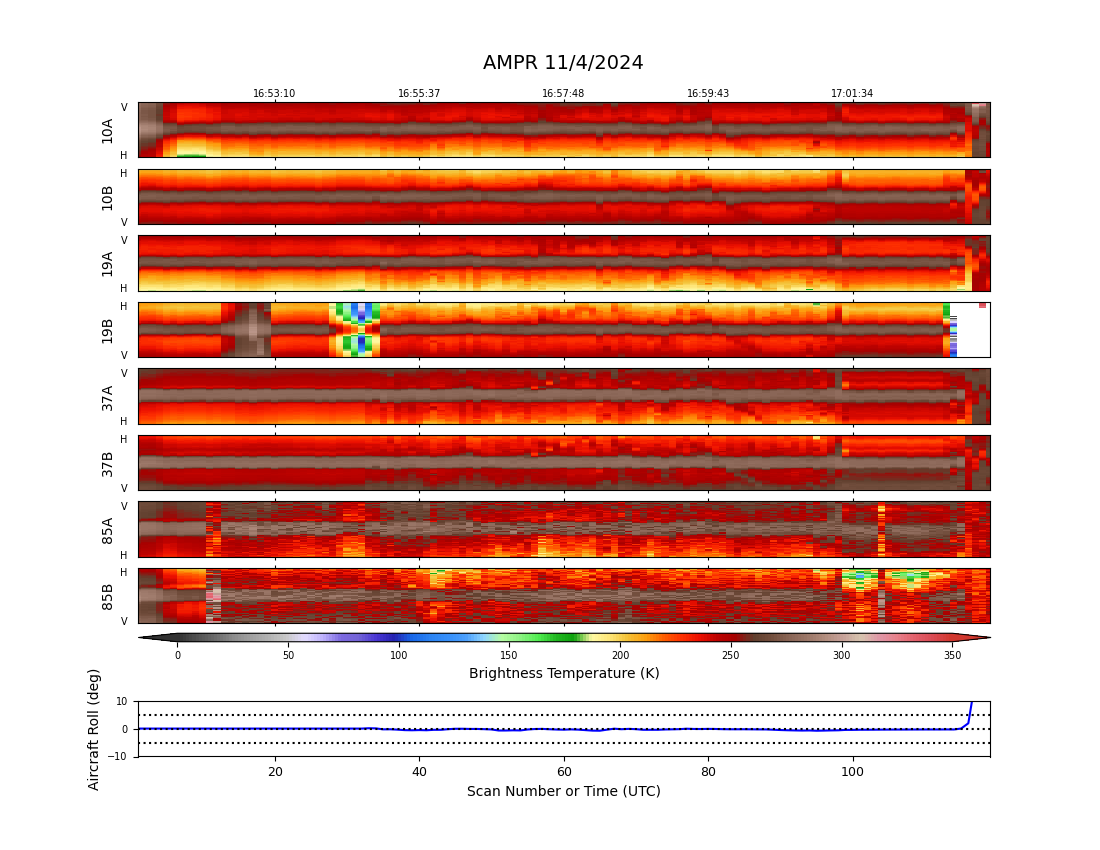 AMPR 11/4/2024
16:53:10 16:55:37 16:57:48 16:59:43 17:01:34
V
10A
H
H
10B
V
V
19A
H
H
19B
V
V
37A
H
H
37B
V
V
85A
H
H
85B
V
0 50 100 150 200 250 300 350
Brightness Temperature (K)
Aircraft Roll (deg)
10
0
−10
20 40 60 80 100
Scan Number or Time (UTC)